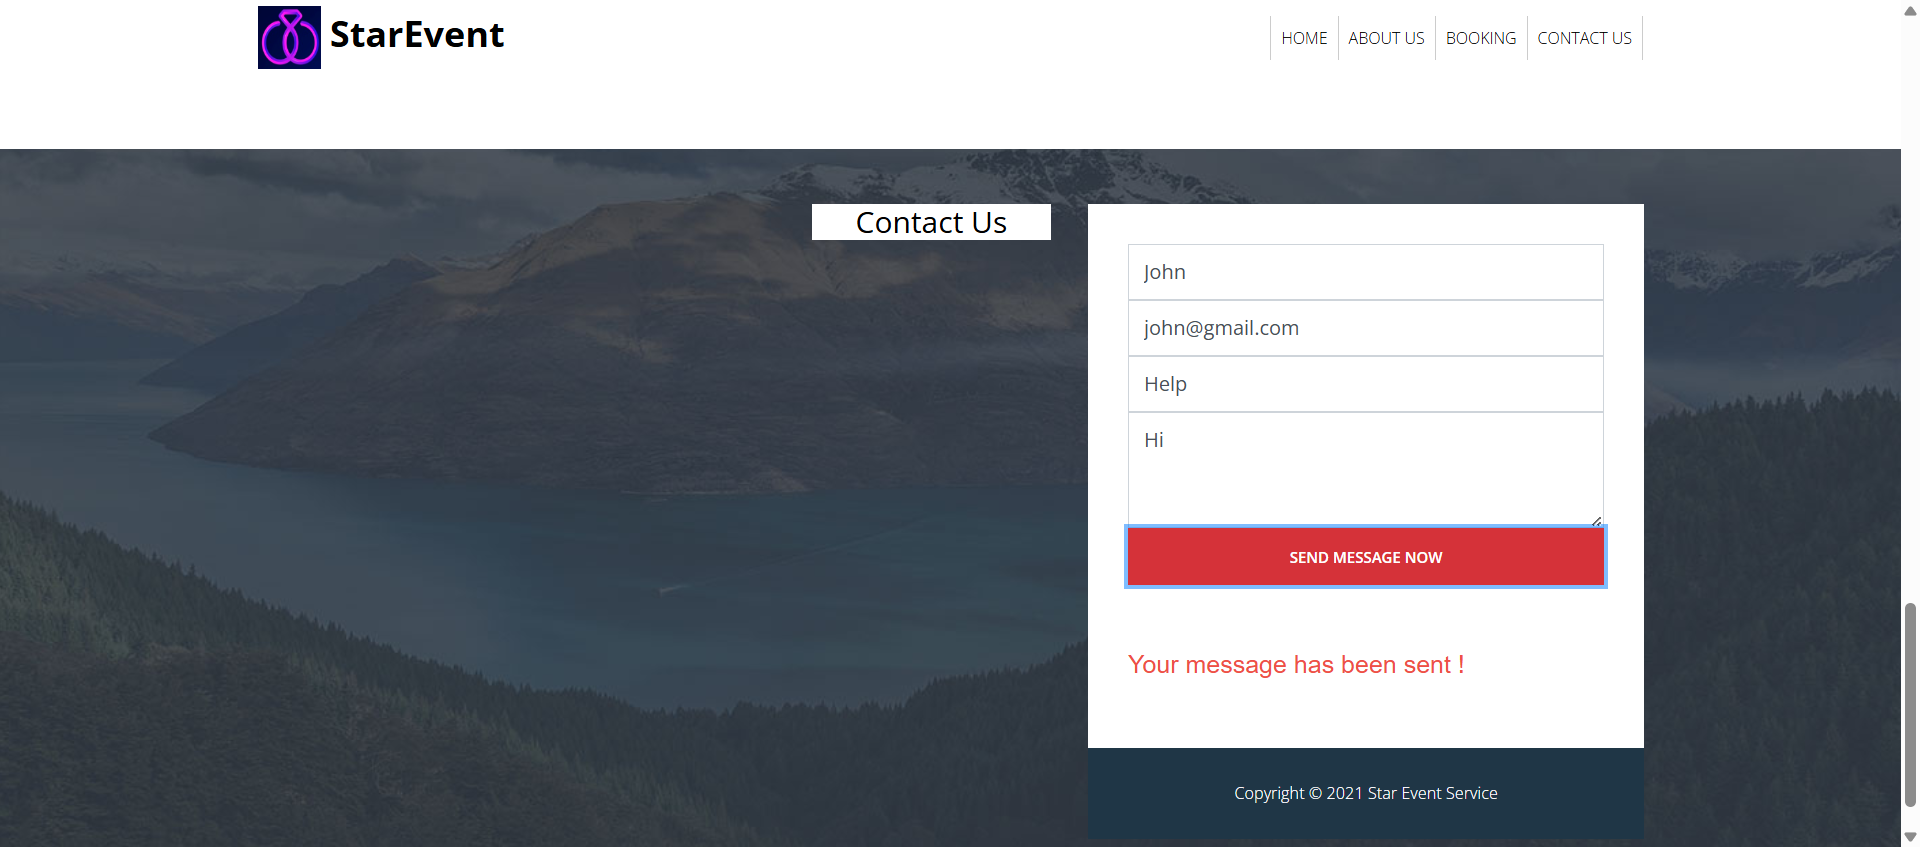 StarEvent
HOME
ABOUT US
BOOKING
CONTACT US
Contact Us
John
john@gmail.com
Help
Hi
SEND MESSAGE NOW
Your message has been sent !
Copyright © 2021 Star Event Service